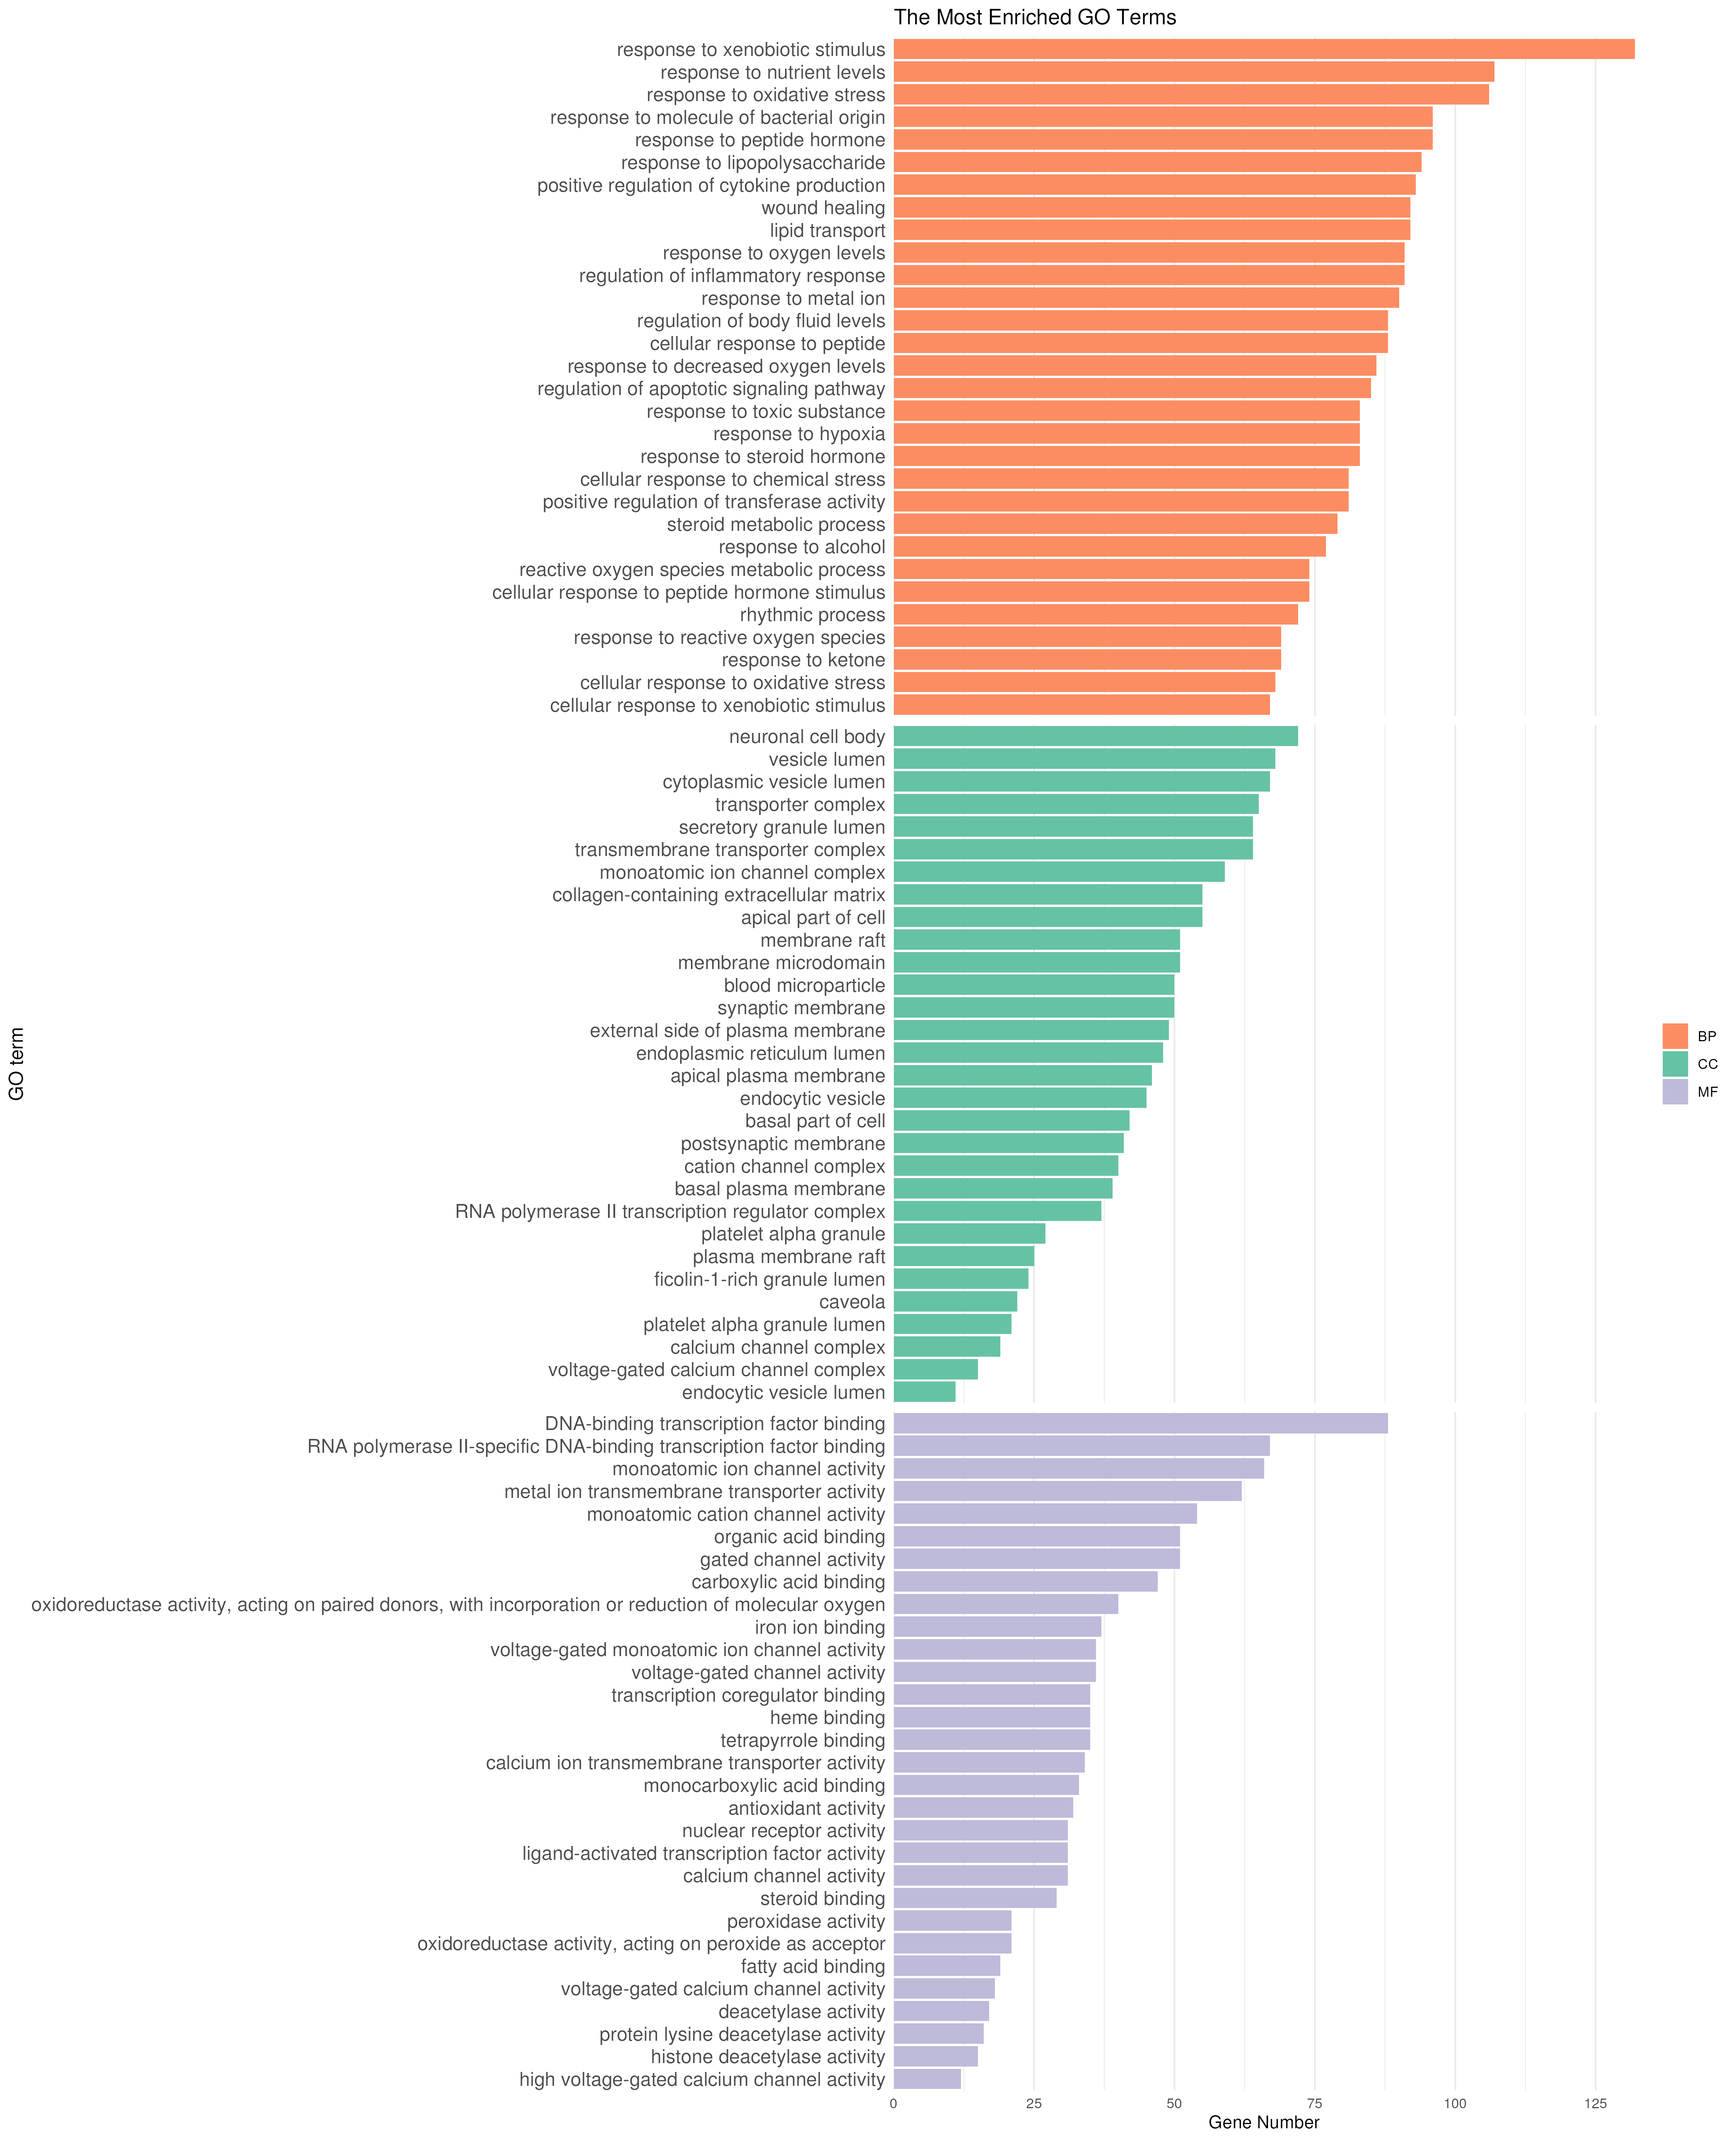 The Most Enriched GO Terms
response to xenobiotic stimulus
response to nutrient levels
response to oxidative stress
response to molecule of bacterial origin
response to peptide hormone
response to lipopolysaccharide
positive regulation of cytokine production
wound healing
lipid transport
response to oxygen levels
regulation of inflammatory response
response to metal ion
regulation of body fluid levels
cellular response to peptide
response to decreased oxygen levels
regulation of apoptotic signaling pathway
response to toxic substance
response to hypoxia
response to steroid hormone
cellular response to chemical stress
positive regulation of transferase activity
steroid metabolic process
response to alcohol
reactive oxygen species metabolic process
cellular response to peptide hormone stimulus
rhythmic process
response to reactive oxygen species
response to ketone
cellular response to oxidative stress
cellular response to xenobiotic stimulus
neuronal cell body
vesicle lumen
cytoplasmic vesicle lumen
transporter complex
secretory granule lumen
transmembrane transporter complex
monoatomic ion channel complex
collagen-containing extracellular matrix
apical part of cell
membrane raft
membrane microdomain
blood microparticle
synaptic membrane
external side of plasma membrane
endoplasmic reticulum lumen
apical plasma membrane
endocytic vesicle
basal part of cell
postsynaptic membrane
cation channel complex
basal plasma membrane
RNA polymerase II transcription regulator complex
platelet alpha granule
plasma membrane raft
ficolin-1-rich granule lumen
caveola
platelet alpha granule lumen
calcium channel complex
voltage-gated calcium channel complex
endocytic vesicle lumen
DNA-binding transcription factor binding
RNA polymerase II-specific DNA-binding transcription factor binding
monoatomic ion channel activity
metal ion transmembrane transporter activity
monoatomic cation channel activity
organic acid binding
gated channel activity
carboxylic acid binding
oxidoreductase activity, acting on paired donors, with incorporation or reduction of molecular oxygen
iron ion binding
voltage-gated monoatomic ion channel activity
voltage-gated channel activity
transcription coregulator binding
heme binding
tetrapyrrole binding
calcium ion transmembrane transporter activity
monocarboxylic acid binding
antioxidant activity
nuclear receptor activity
ligand-activated transcription factor activity
calcium channel activity
steroid binding
peroxidase activity
oxidoreductase activity, acting on peroxide as acceptor
fatty acid binding
voltage-gated calcium channel activity
deacetylase activity
protein lysine deacetylase activity
histone deacetylase activity
high voltage-gated calcium channel activity
0 25 50 75 100 125
Gene Number
GO term
BP
CC
MF